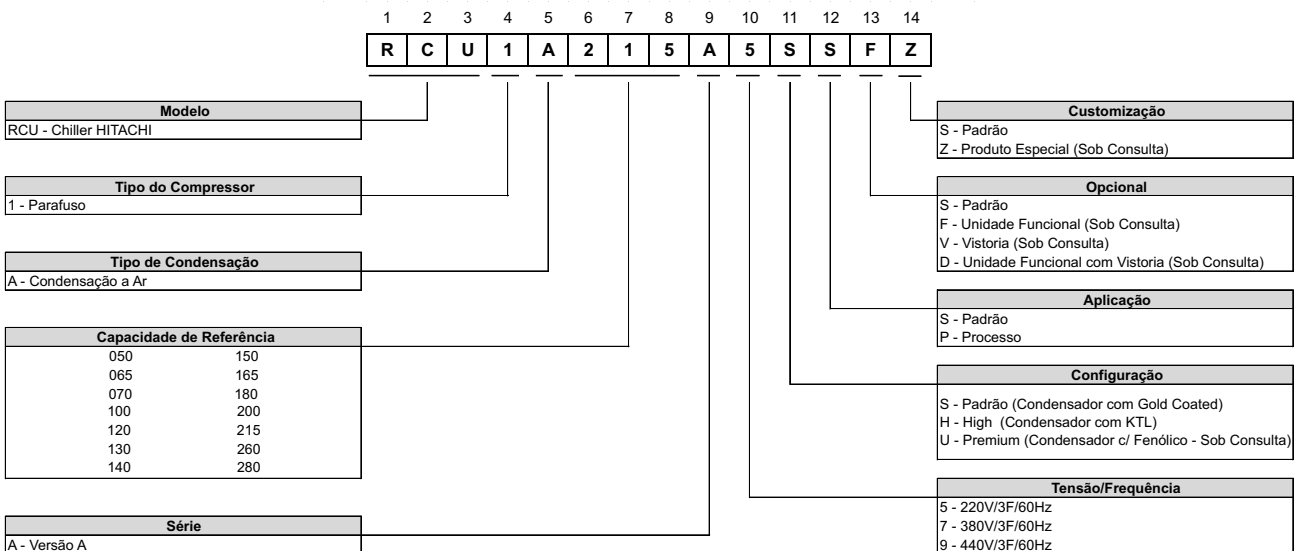 1 2 3 4 5 6 7 8 9 10 11 12 13 14
R C U 1 A 2 1 5 A 5 S S F Z
Modelo
RCU - Chiller HITACHI
Tipo do Compressor
1 - Parafuso
Tipo de Condensação
A - Condensação a Ar
Capacidade de Referência
050 150
065 165
070 180
100 200
120 215
130 260
140 280
Série
A - Versão A
Customização
S - Padrão
Z - Produto Especial (Sob Consulta)
Opcional
S - Padrão
F - Unidade Funcional (Sob Consulta)
V - Vistoria (Sob Consulta)
D - Unidade Funcional com Vistoria (Sob Consulta)
Aplicação
S - Padrão
P - Processo
Configuração
S - Padrão (Condensador com Gold Coated)
H - High (Condensador com KTL)
U - Premium (Condensador c/ Fenólico - Sob Consulta)
Tensão/Frequência
5 - 220V/3F/60Hz
7 - 380V/3F/60Hz
9 - 440V/3F/60Hz